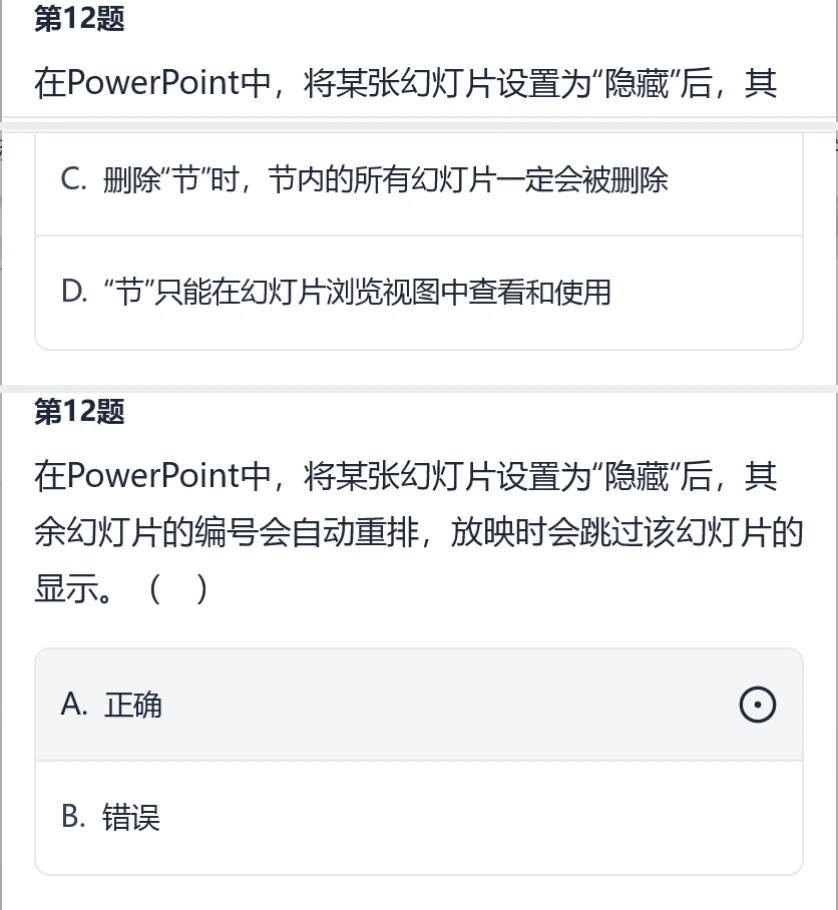 第12题
在PowerPoint中，将某张幻灯片设置为“隐藏”后，其
C. 删除“节”时，节内的所有幻灯片一定会被删除
D. “节”只能在幻灯片浏览视图中查看和使用
第12题
在PowerPoint中，将某张幻灯片设置为“隐藏”后，其
余幻灯片的编号会自动重排，放映时会跳过该幻灯片的
显示。（　）
A. 正确
B. 错误